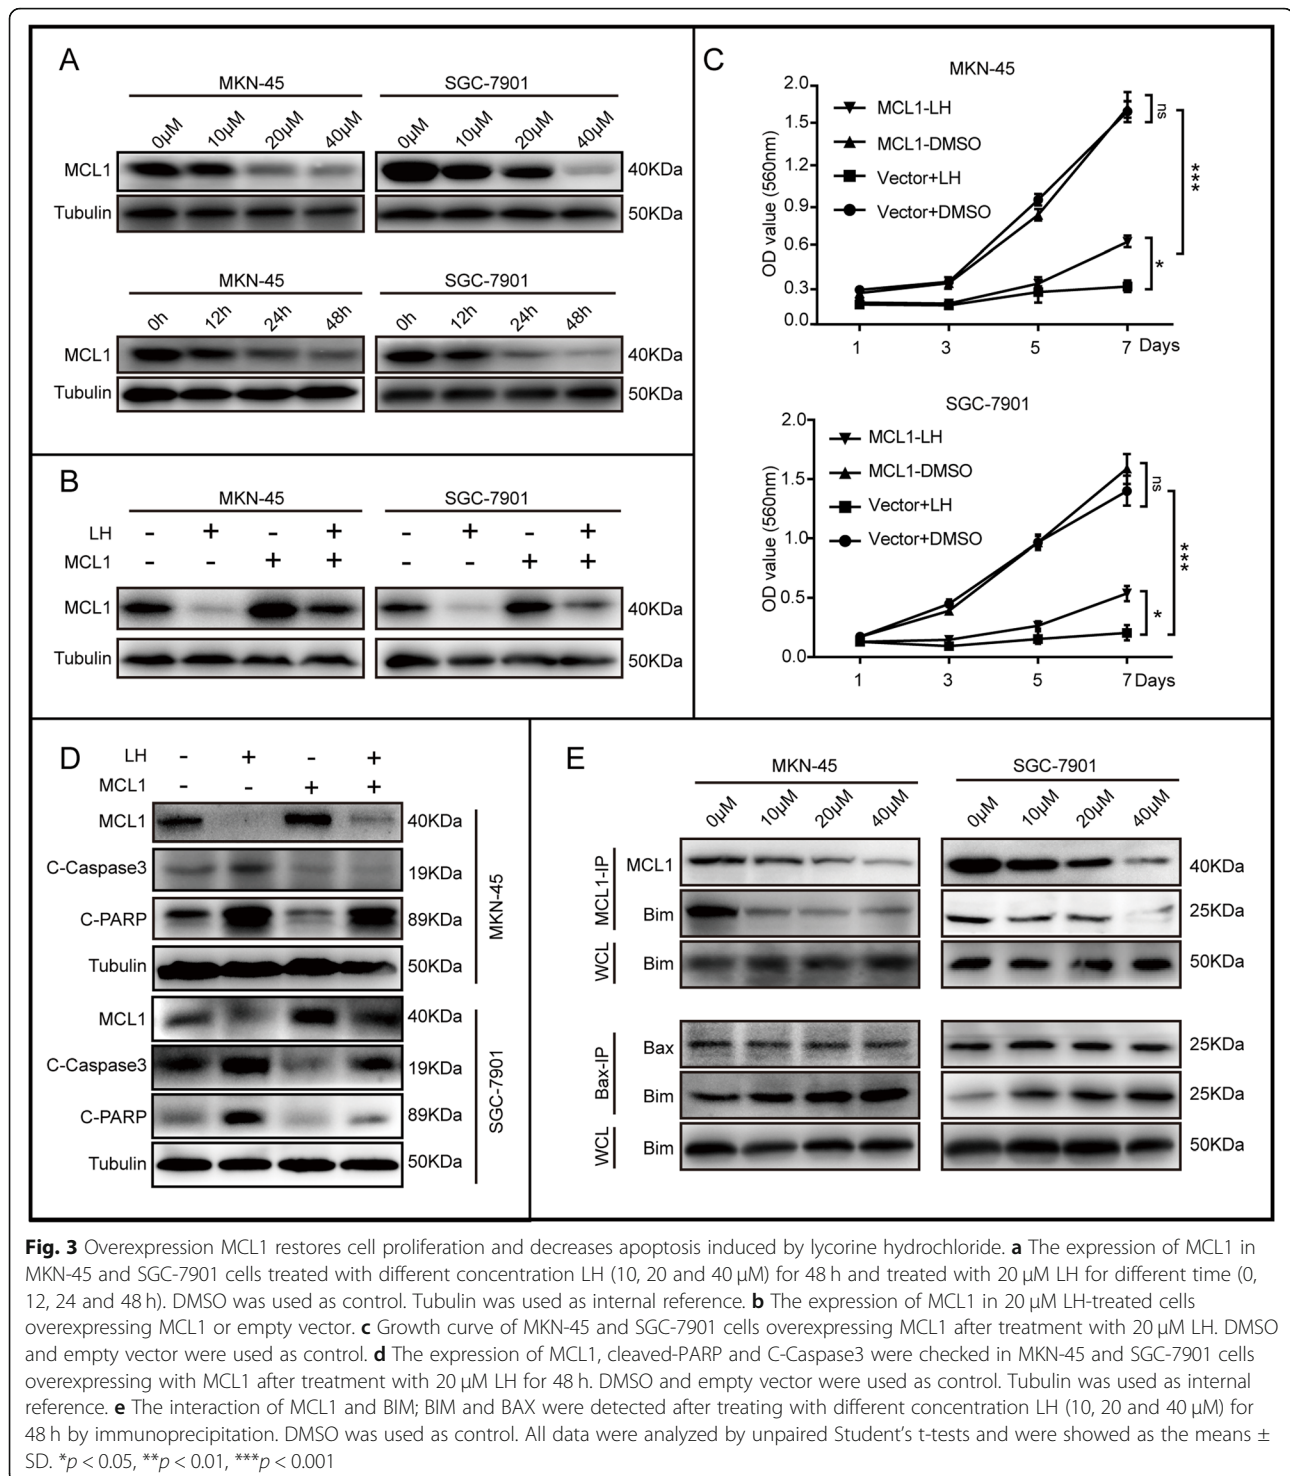 A
MKN-45 SGC-7901
0μM 10μM 20μM 40μM 0μM 10μM 20μM 40μM
MCL1 40KDa
Tubulin 50KDa
MKN-45 SGC-7901
0h 12h 24h 48h 0h 12h 24h 48h
MCL1 40KDa
Tubulin 50KDa
B
MKN-45 SGC-7901
LH - + - + - + - +
MCL1 - - + + - - + +
MCL1 40KDa
Tubulin 50KDa
C
MKN-45
2.0
1.5
1.2
0.9
0.6
0.3
0.0
OD value (560nm)
MCL1-LH
MCL1-DMSO
Vector+LH
Vector+DMSO
ns
***
*
1 3 5 7 Days
SGC-7901
2.0
1.5
1.0
0.5
0.0
OD value (560nm)
MCL1-LH
MCL1-DMSO
Vector+LH
Vector+DMSO
ns
***
*
1 3 5 7 Days
D
LH - + - +
MCL1 - - + +
MCL1 40KDa
C-Caspase3 19KDa
C-PARP 89KDa
Tubulin 50KDa
MKN-45
MCL1 40KDa
C-Caspase3 19KDa
C-PARP 89KDa
Tubulin 50KDa
SGC-7901
E
MKN-45 SGC-7901
0μM 10μM 20μM 40μM 0μM 10μM 20μM 40μM
MCL1-IP
MCL1 40KDa
Bim 25KDa
WCL
Bim 50KDa
Bax-IP
Bax 25KDa
Bim 25KDa
WCL
Bim 50KDa
Fig. 3 Overexpression MCL1 restores cell proliferation and decreases apoptosis induced by lycorine hydrochloride. a The expression of MCL1 in
MKN-45 and SGC-7901 cells treated with different concentration LH (10, 20 and 40 μM) for 48 h and treated with 20 μM LH for different time (0,
12, 24 and 48 h). DMSO was used as control. Tubulin was used as internal reference. b The expression of MCL1 in 20 μM LH-treated cells
overexpressing MCL1 or empty vector. c Growth curve of MKN-45 and SGC-7901 cells overexpressing MCL1 after treatment with 20 μM LH. DMSO
and empty vector were used as control. d The expression of MCL1, cleaved-PARP and C-Caspase3 were checked in MKN-45 and SGC-7901 cells
overexpressing with MCL1 after treatment with 20 μM LH for 48 h. DMSO and empty vector were used as control. Tubulin was used as internal
reference. e The interaction of MCL1 and BIM; BIM and BAX were detected after treating with different concentration LH (10, 20 and 40 μM) for
48 h by immunoprecipitation. DMSO was used as control. All data were analyzed by unpaired Student's t-tests and were showed as the means ±
SD. *p < 0.05, **p < 0.01, ***p < 0.001